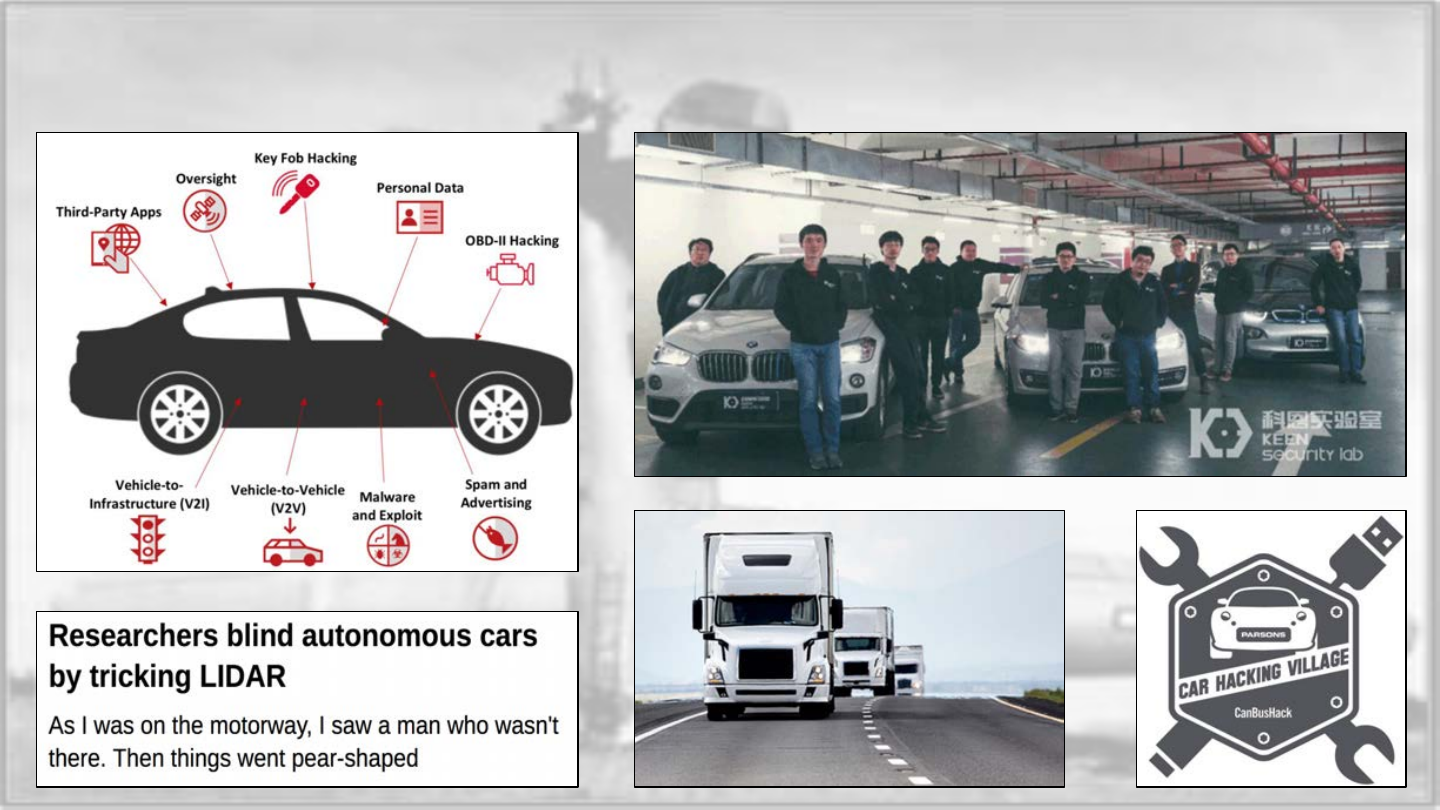 Key Fob Hacking
Oversight
Personal Data
Third-Party Apps
OBD-II Hacking
Vehicle-to-
Infrastructure (V2I)
Vehicle-to-Vehicle
(V2V)
Malware
and Exploit
Spam and
Advertising
Researchers blind autonomous cars
by tricking LIDAR
As I was on the motorway, I saw a man who wasn't
there. Then things went pear-shaped
科恩实验室
KEEN
security lab
PARSONS
CAR HACKING VILLAGE
CanBusHack